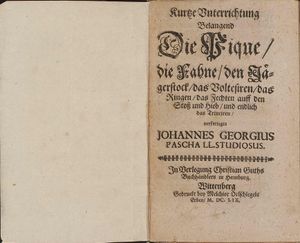 Kurtze Unterrichtung
Belangend
Die Pique/
die Fahne/den Jä-
gerstock/das Voltesiren/das
Ringen/das Fechten auff den
Stoß und Hieb/und endlich
das Trincieren/
verfertiget
JOHANNES GEORGIUS
PASCHA LL. STUDIOSUS.
In Verlegung Christian Guths
Buchhändlers in Hamburg.
Wittenberg
Gedruckt bey Melchior Oelschlegels
Erben/ M. DC. LIX.